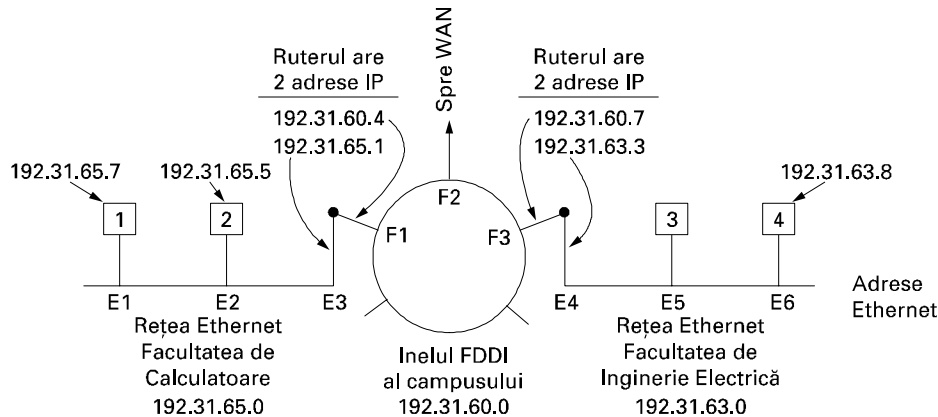 Ruterul are
2 adrese IP
192.31.60.4
192.31.65.1
Spre WAN
Ruterul are
2 adrese IP
192.31.60.7
192.31.63.3
192.31.65.7
192.31.65.5
192.31.63.8
1
2
F1
F2
F3
3
4
E1
E2
E3
E4
E5
E6
Adrese
Ethernet
Rețea Ethernet
Facultatea de
Calculatoare
192.31.65.0
Inelul FDDI
al campusului
192.31.60.0
Rețea Ethernet
Facultatea de
Inginerie Electrică
192.31.63.0